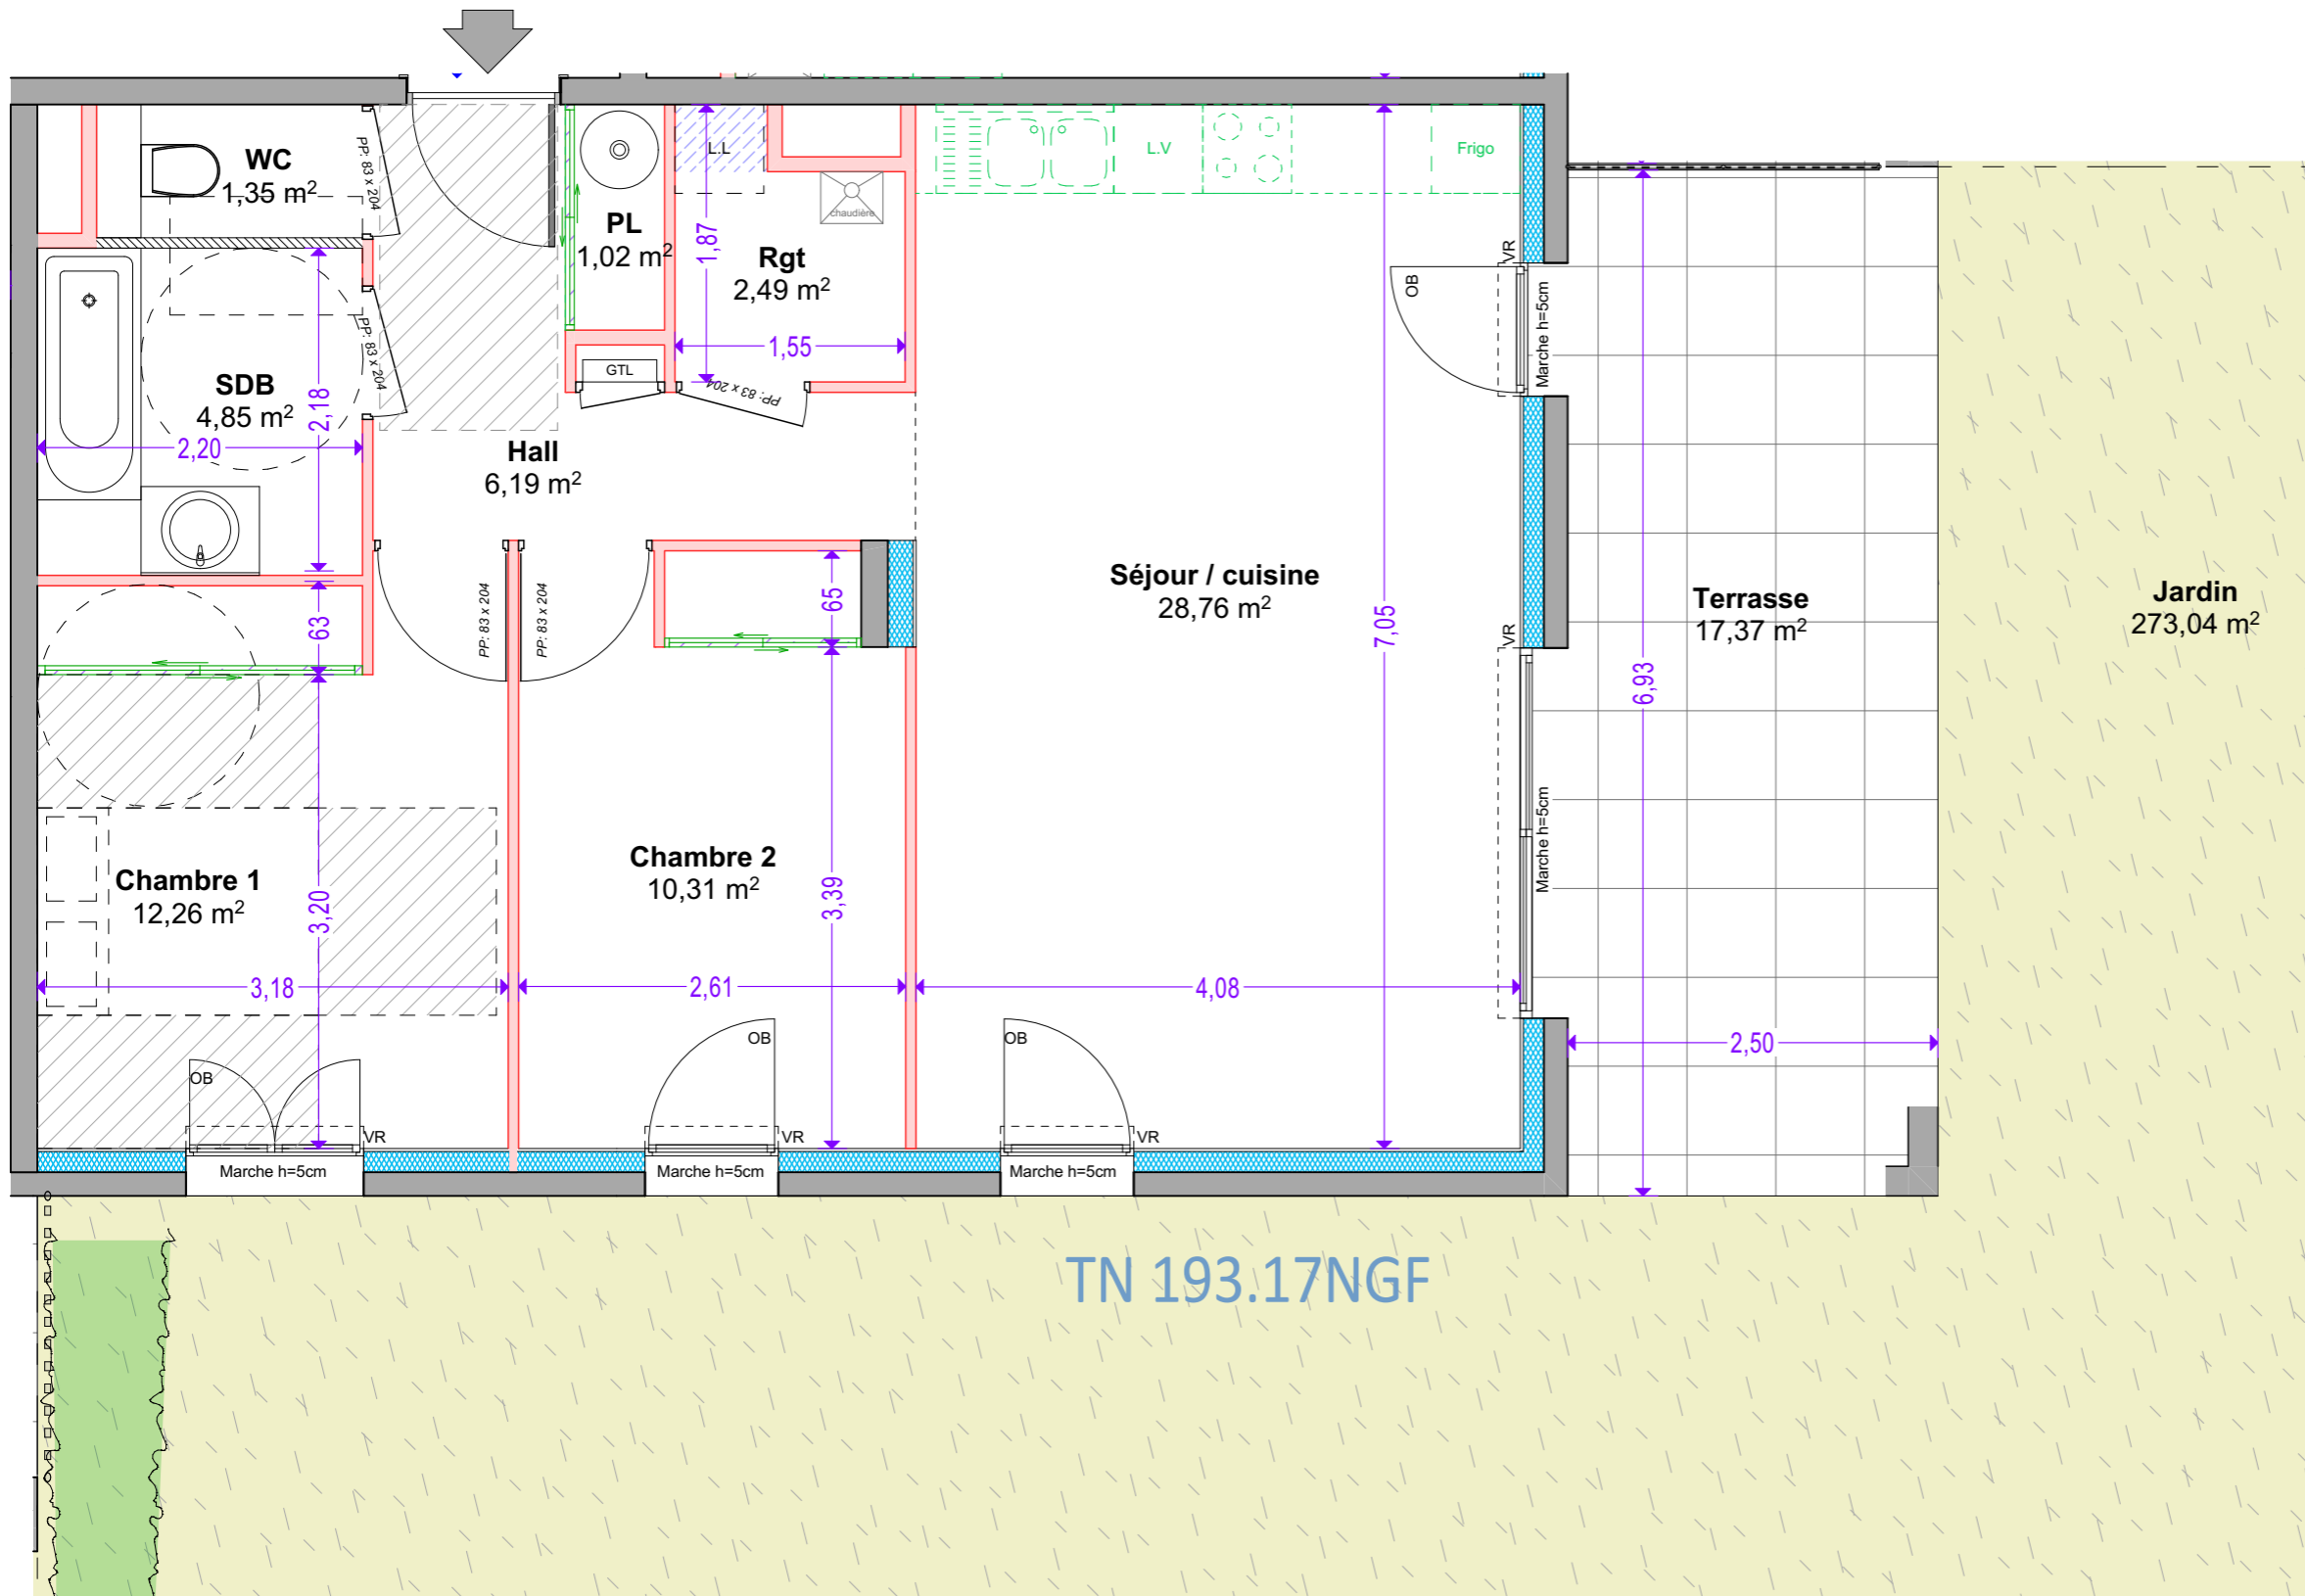 WC
1,35 m²
PP: 83 x 204
PL
1,02 m²
L.L
1,87
chaudière
Rgt
2,49 m²
1,55
GTL
PP: 83 x 204
L.V
Frigo
VR
OB
Marche h=5cm
PP: 83 x 204
SDB
4,85 m²
2,18
2,20
Hall
6,19 m²
63
PP: 83 x 204
PP: 83 x 204
65
Séjour / cuisine
28,76 m²
7,05
VR
Marche h=5cm
Terrasse
17,37 m²
6,93
Jardin
273,04 m²
Chambre 1
12,26 m²
3,20
Chambre 2
10,31 m²
3,39
3,18
2,61
4,08
2,50
OB
VR
Marche h=5cm
OB
VR
Marche h=5cm
OB
VR
Marche h=5cm
TN 193.17NGF